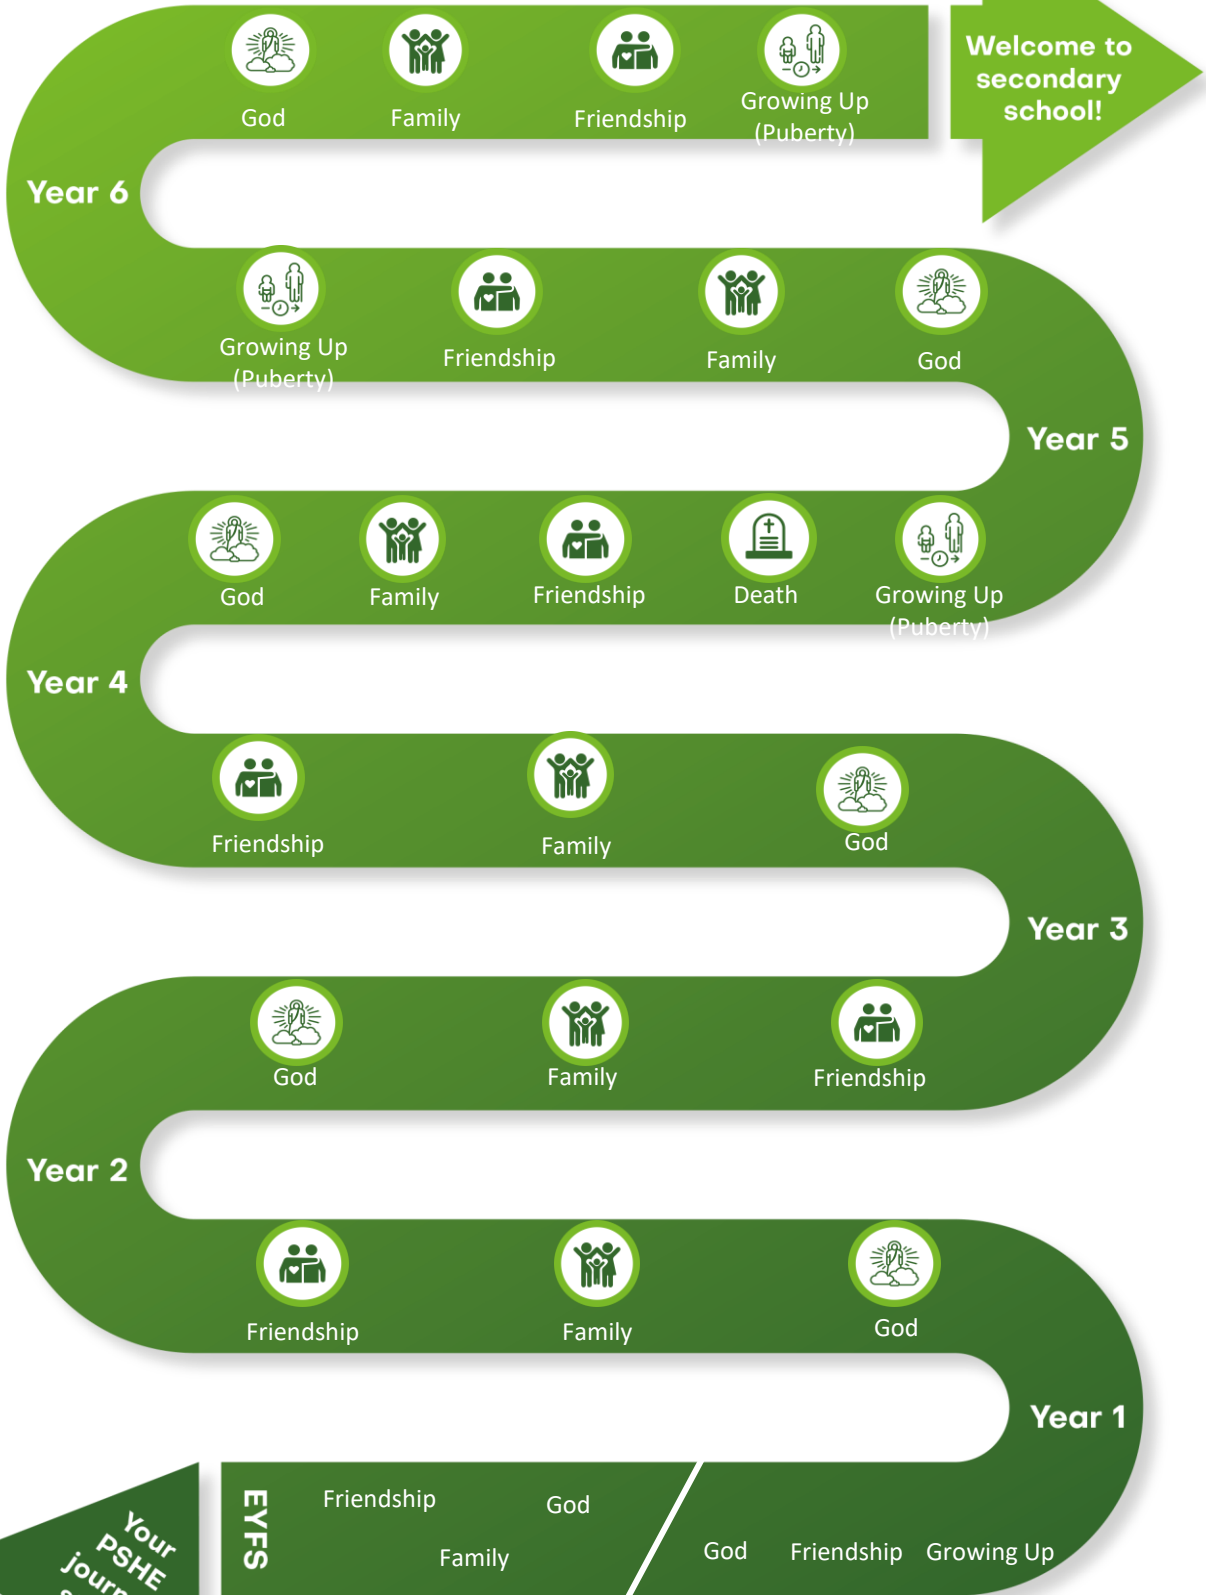 God
Family
Friendship
Growing Up
(Puberty)
Welcome to
secondary
school!
Year 6
Growing Up
(Puberty)
Friendship
Family
God
Year 5
God
Family
Friendship
Death
Growing Up
(Puberty)
Year 4
Friendship
Family
God
Year 3
God
Family
Friendship
Year 2
Friendship
Family
God
Year 1
Your
PSHE
EYFS
Friendship
God
Family
God
Friendship
Growing Up